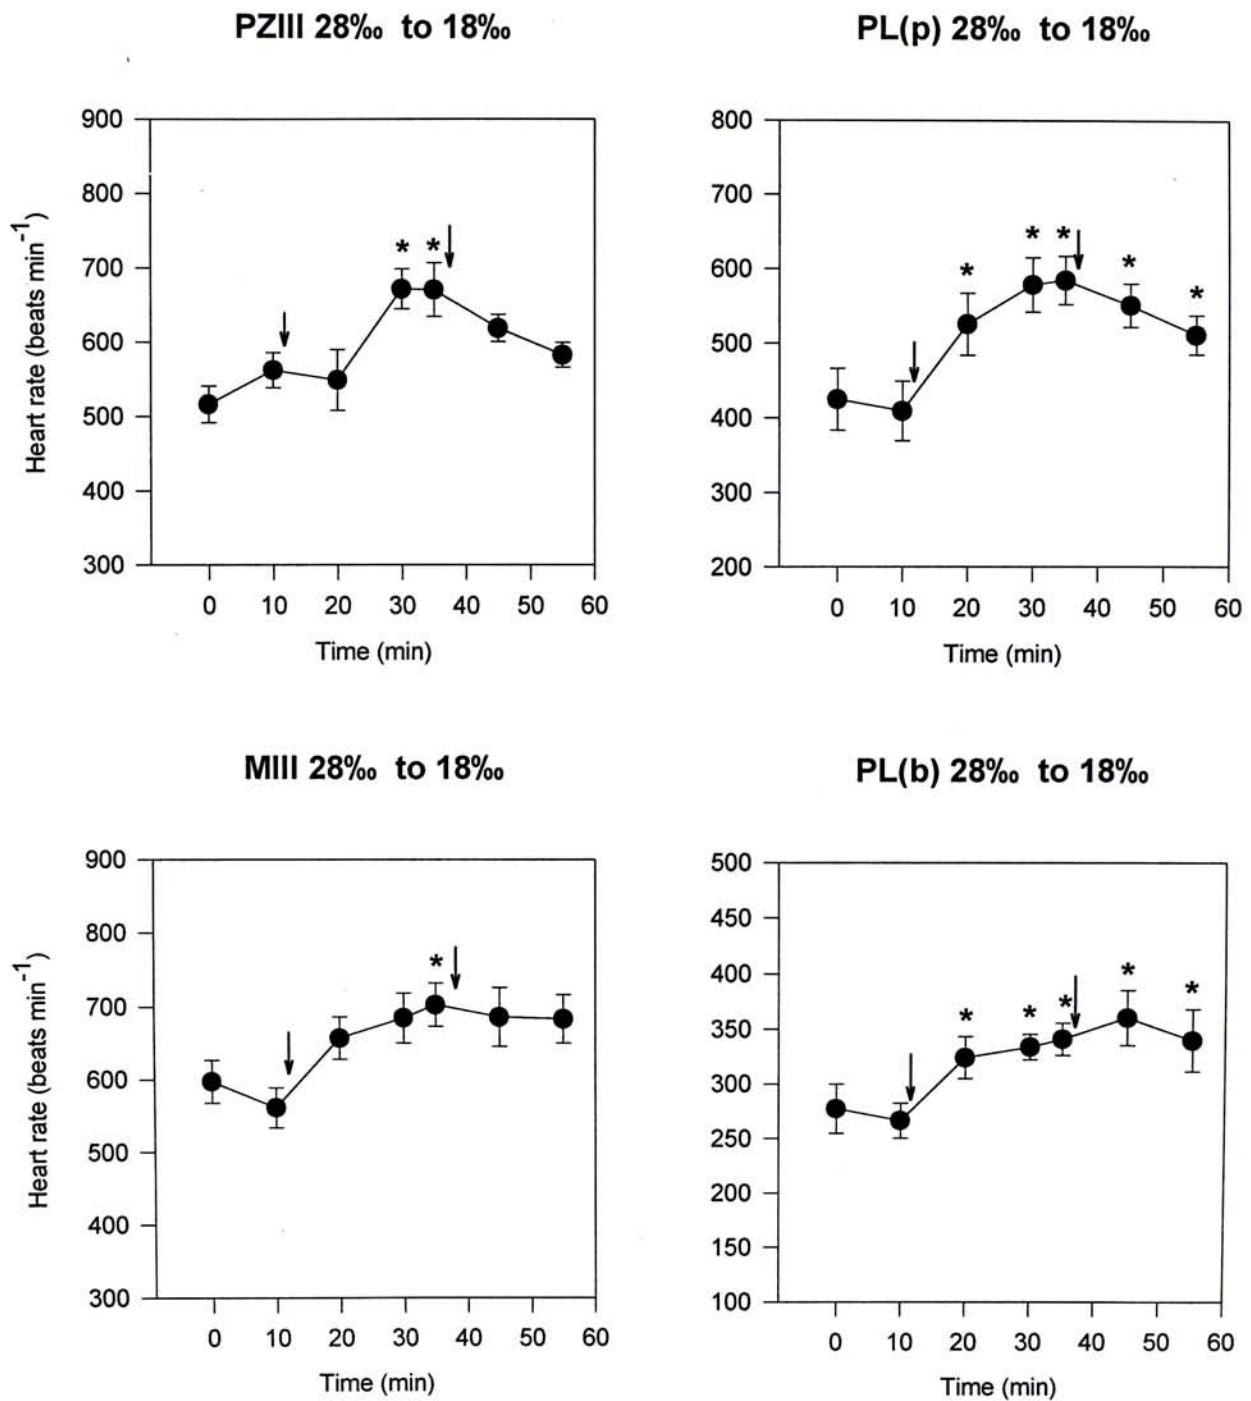 PZIII 28‰ to 18‰
900
800
700
600
500
400
300
Heart rate (beats min⁻¹)
* *
0 10 20 30 40 50 60
Time (min)
PL(p) 28‰ to 18‰
800
700
600
500
400
300
200
* * * * *
0 10 20 30 40 50 60
Time (min)
MIII 28‰ to 18‰
900
800
700
600
500
400
300
Heart rate (beats min⁻¹)
*
0 10 20 30 40 50 60
Time (min)
PL(b) 28‰ to 18‰
500
450
400
350
300
250
200
150
100
* * * * *
0 10 20 30 40 50 60
Time (min)